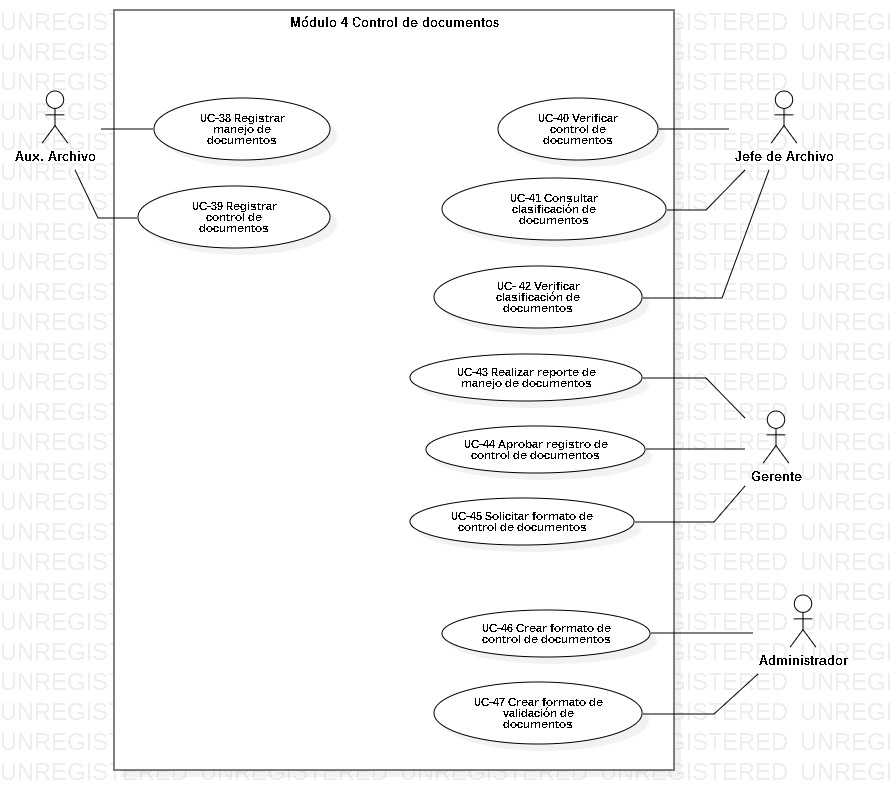 Módulo 4 Control de documentos
Aux. Archivo
UC-38 Registrar
manejo de
documentos
UC-39 Registrar
control de
documentos
UC-40 Verificar
control de
documentos
Jefe de Archivo
UC-41 Consultar
clasificación de
documentos
UC- 42 Verificar
clasificación de
documentos
UC-43 Realizar reporte de
manejo de documentos
UC-44 Aprobar registro de
control de documentos
Gerente
UC-45 Solicitar formato de
control de documentos
UC-46 Crear formato de
control de documentos
Administrador
UC-47 Crear formato de
validación de
documentos
UNREGISTERED UNREGISTERED UNREGISTERED UNREGI